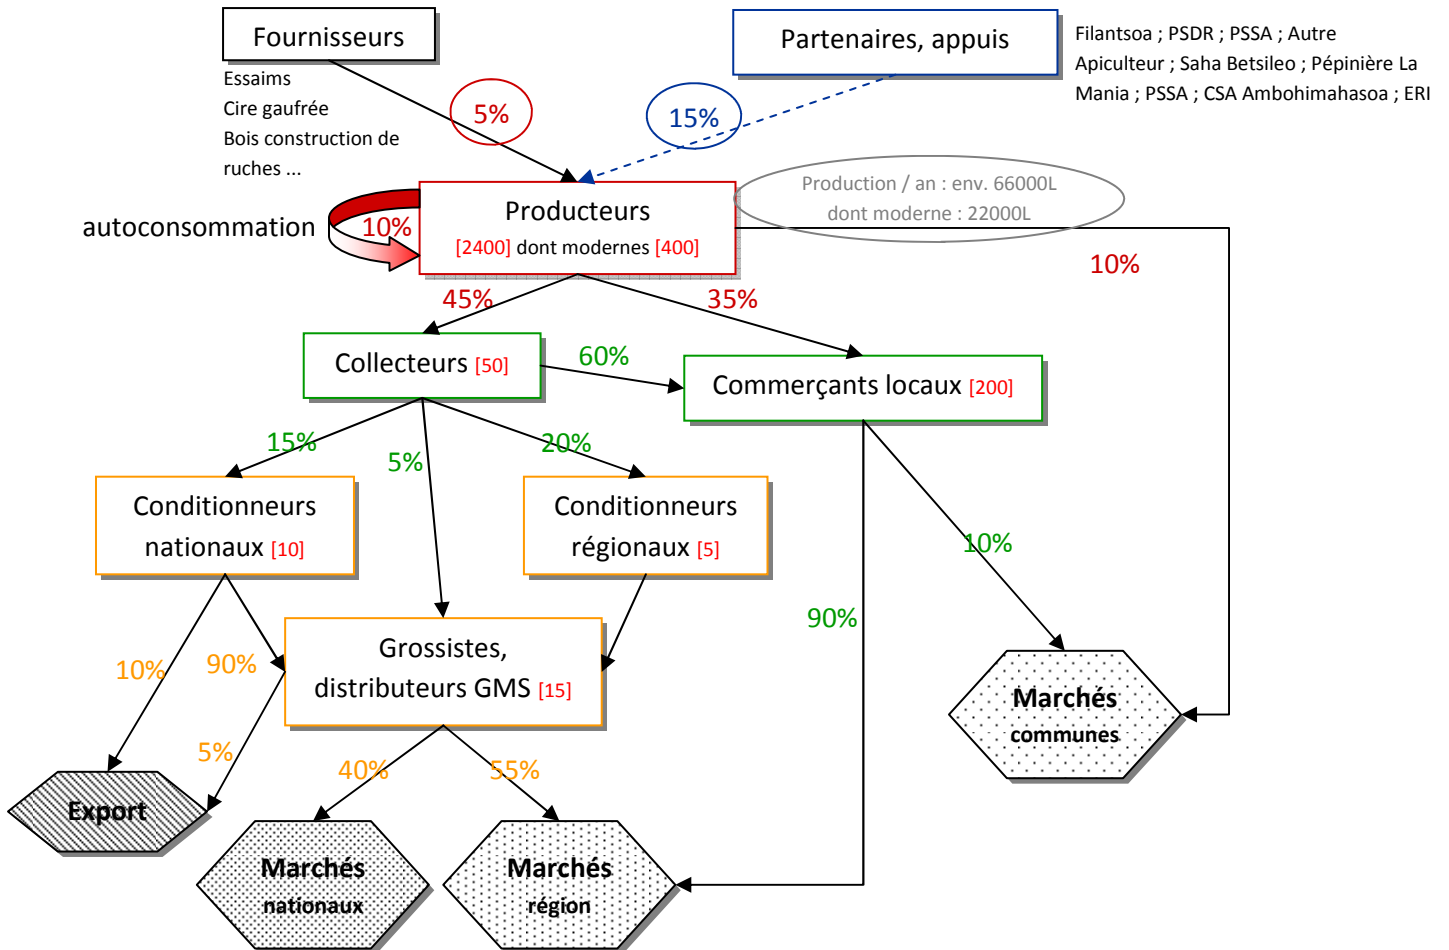 Fournisseurs
Partenaires, appuis
Filantsoa ; PSDR ; PSSA ; Autre
Apiculteur ; Saha Betsileo ; Pépinière La
Mania ; PSSA ; CSA Ambohimahasoa ; ERI
Essaims
Cire gaufrée
Bois construction de
ruches ...
5%
15%
Production / an : env. 66000L
dont moderne : 22000L
autoconsommation
10%
Producteurs
[2400] dont modernes [400]
10%
45%
35%
Collecteurs [50]
60%
Commerçants locaux [200]
15%
5%
20%
Conditionneurs
nationaux [10]
Conditionneurs
régionaux [5]
10%
90%
10%
90%
Grossistes,
distributeurs GMS [15]
5%
40%
55%
Marchés
communes
Export
Marchés
nationaux
Marchés
région